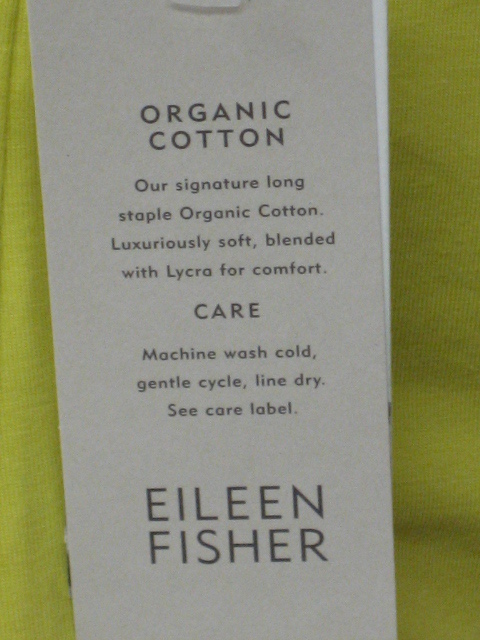 ORGANIC
COTTON
Our signature long
staple Organic Cotton.
Luxuriously soft, blended
with Lycra for comfort.
CARE
Machine wash cold,
gentle cycle, line dry.
See care label.
EILEEN
FISHER